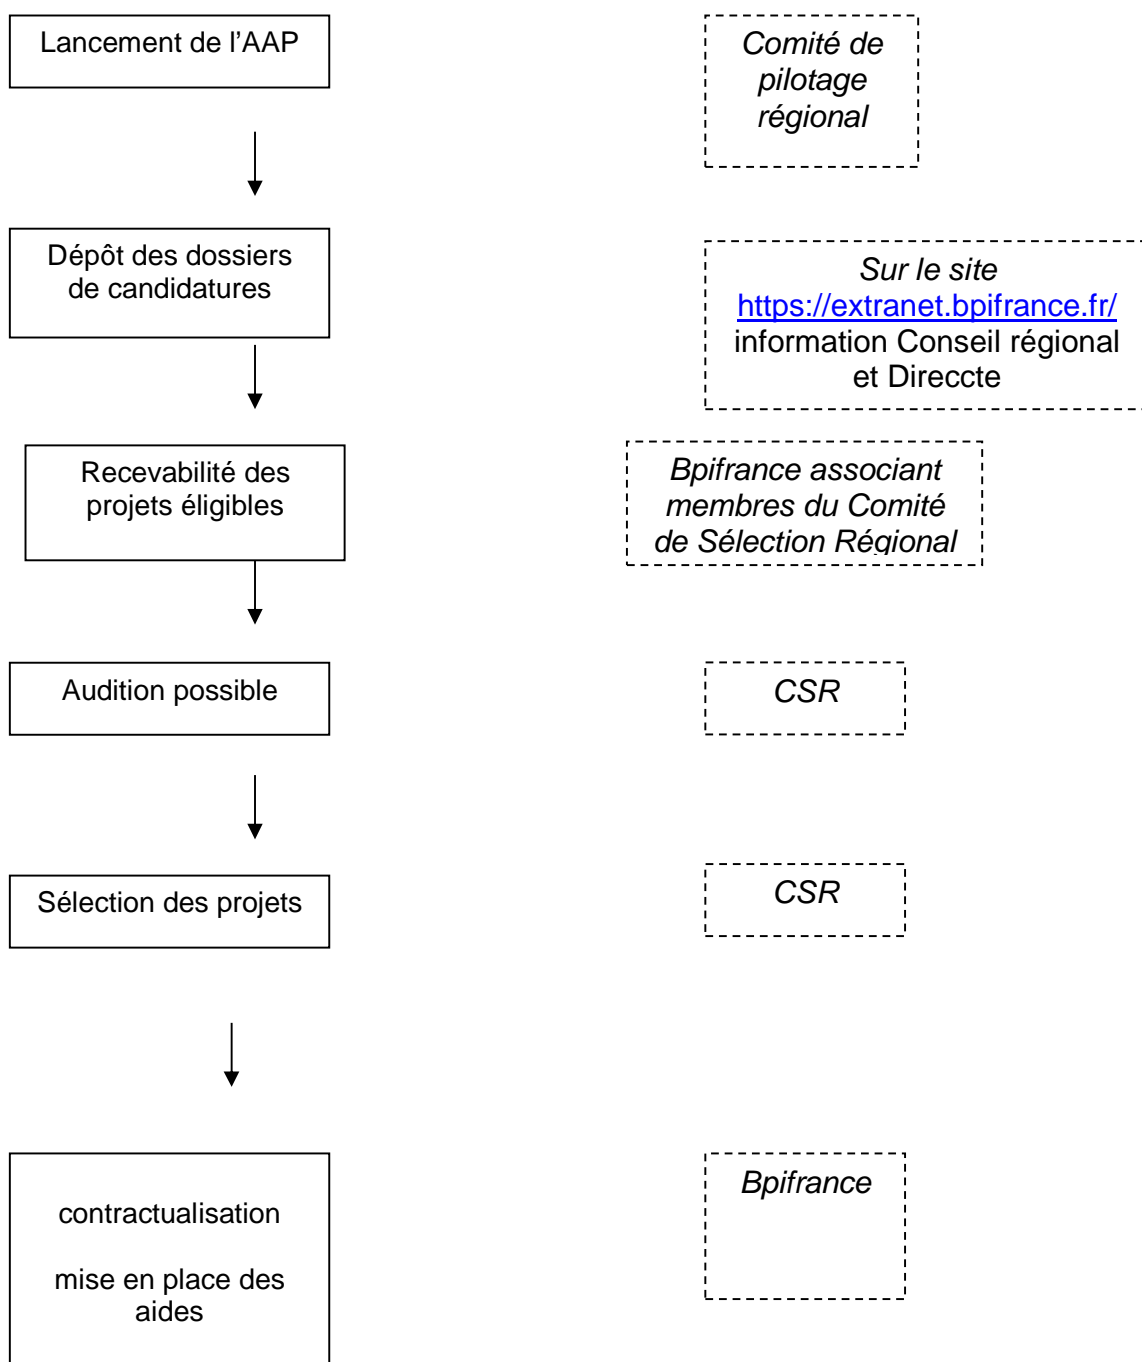 Lancement de l'AAP
Comité de
pilotage
régional
Dépôt des dossiers
de candidatures
Sur le site
https://extranet.bpifrance.fr/
information Conseil régional
et Direccte
Recevabilité des
projets éligibles
Bpifrance associant
membres du Comité
de Sélection Régional
Audition possible
CSR
Sélection des projets
CSR
contractualisation
mise en place des
aides
Bpifrance